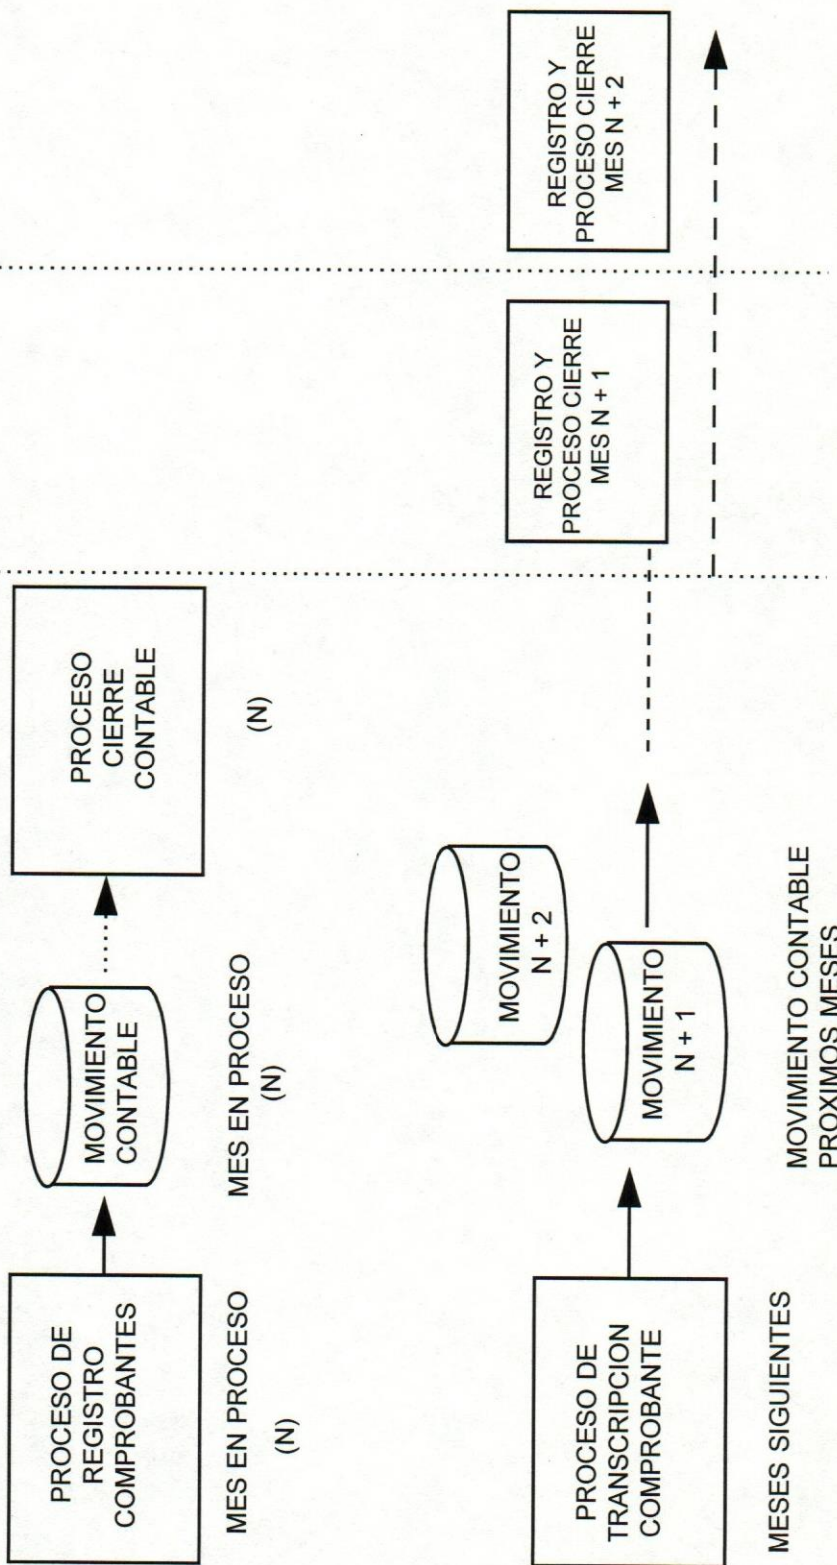 PROCESO DE
REGISTRO
COMPROBANTES
MES EN PROCESO
(N)
MOVIMIENTO
CONTABLE
MES EN PROCESO
(N)
PROCESO
CIERRE
CONTABLE
(N)
PROCESO DE
TRANSCRIPCION
COMPROBANTE
MESES SIGUIENTES
MOVIMIENTO
N + 2
MOVIMIENTO
N + 1
MOVIMIENTO CONTABLE
PROXIMOS MESES
REGISTRO Y
PROCESO CIERRE
MES N + 1
REGISTRO Y
PROCESO CIERRE
MES N + 2